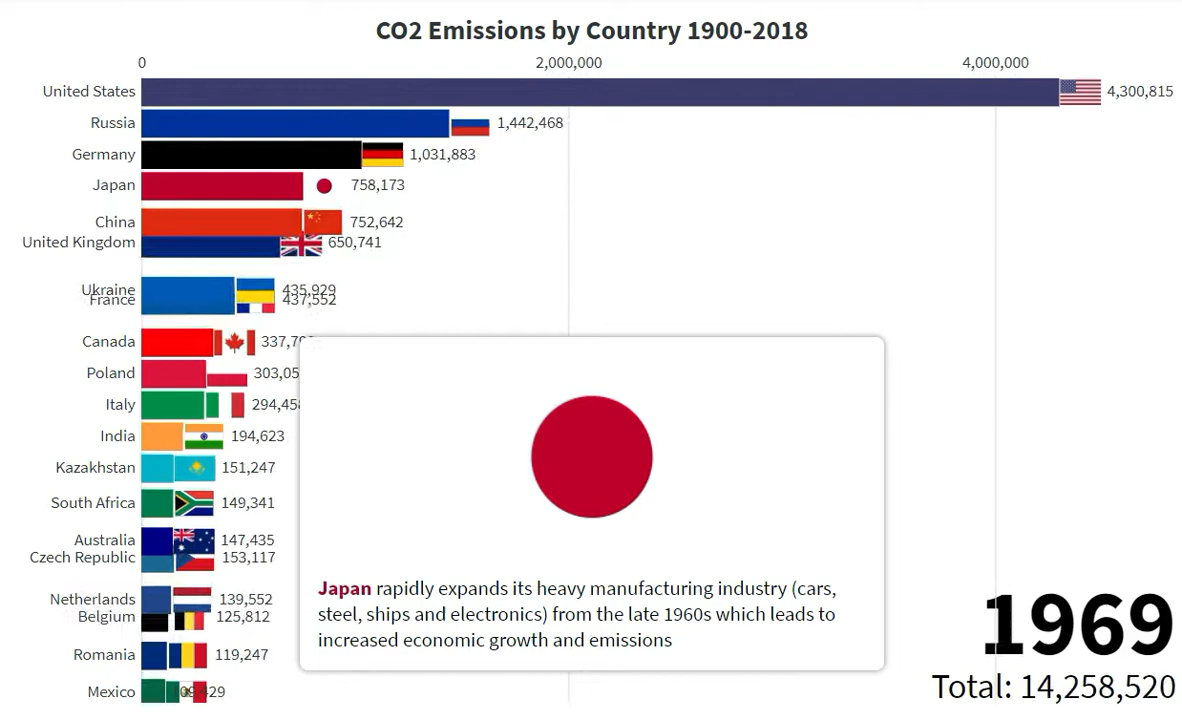 CO2 Emissions by Country 1900-2018
0 2,000,000 4,000,000
United States 4,300,815
Russia 1,442,468
Germany 1,031,883
Japan 758,173
China 752,642
United Kingdom 650,741
Ukraine 435,929
France 437,552
Canada
Poland
Italy
India 194,623
Kazakhstan 151,247
South Africa 149,341
Australia 147,435
Czech Republic 153,117
Netherlands 139,552
Belgium 125,812
Romania 119,247
Mexico
Japan rapidly expands its heavy manufacturing industry (cars,
steel, ships and electronics) from the late 1960s which leads to
increased economic growth and emissions
1969
Total: 14,258,520